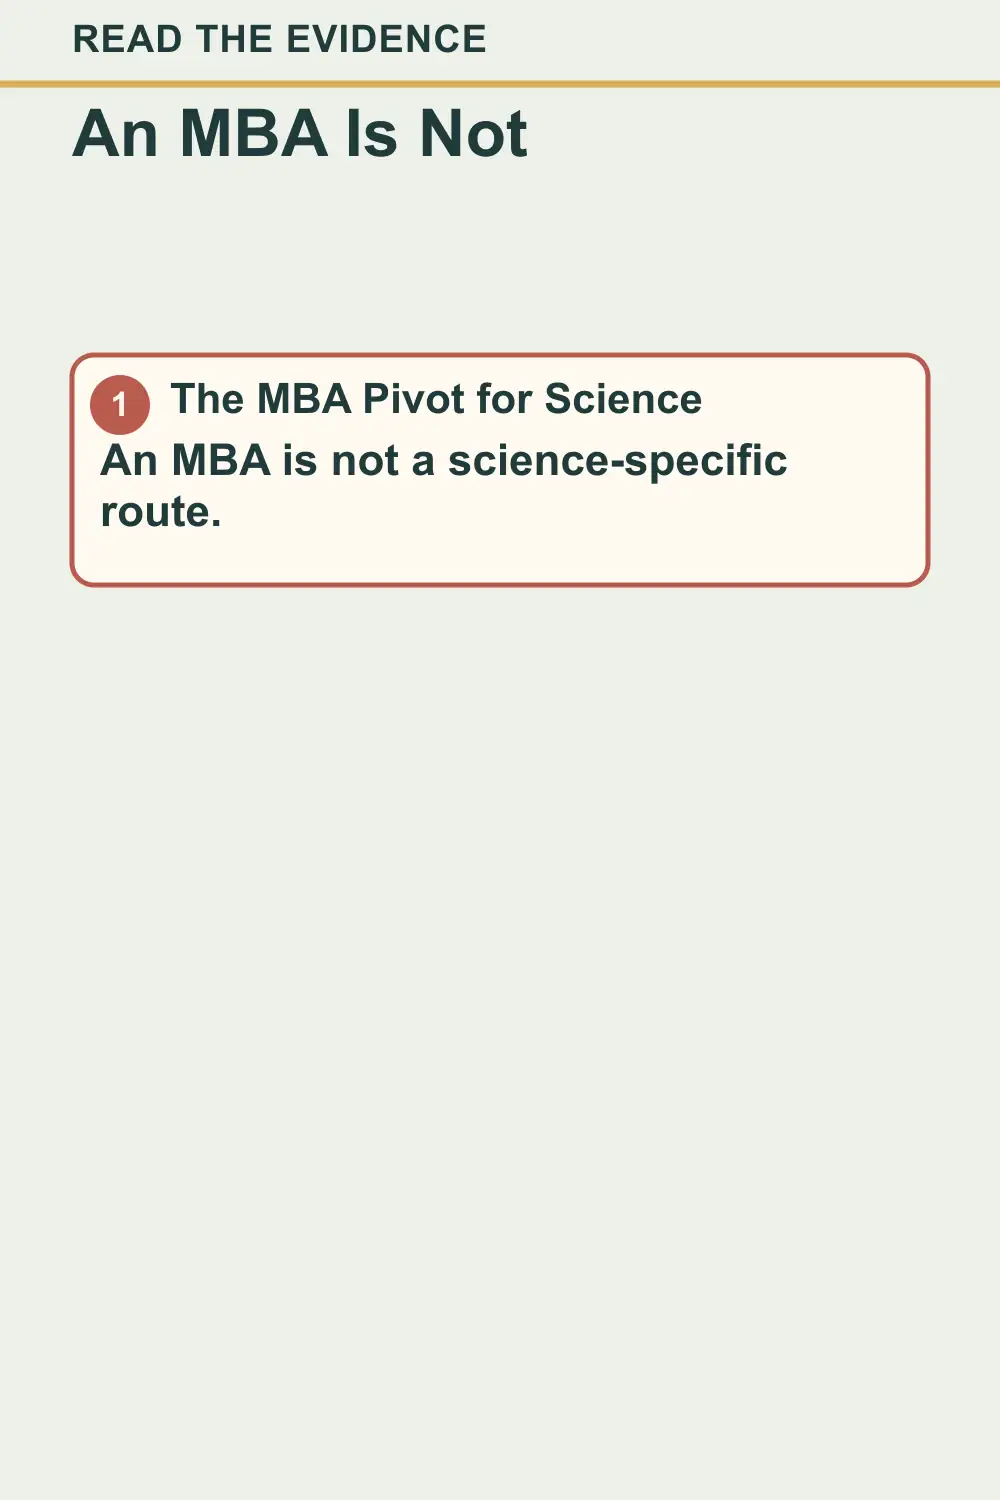 READ THE EVIDENCE
An MBA Is Not
1 The MBA Pivot for Science
An MBA is not a science-specific
route.